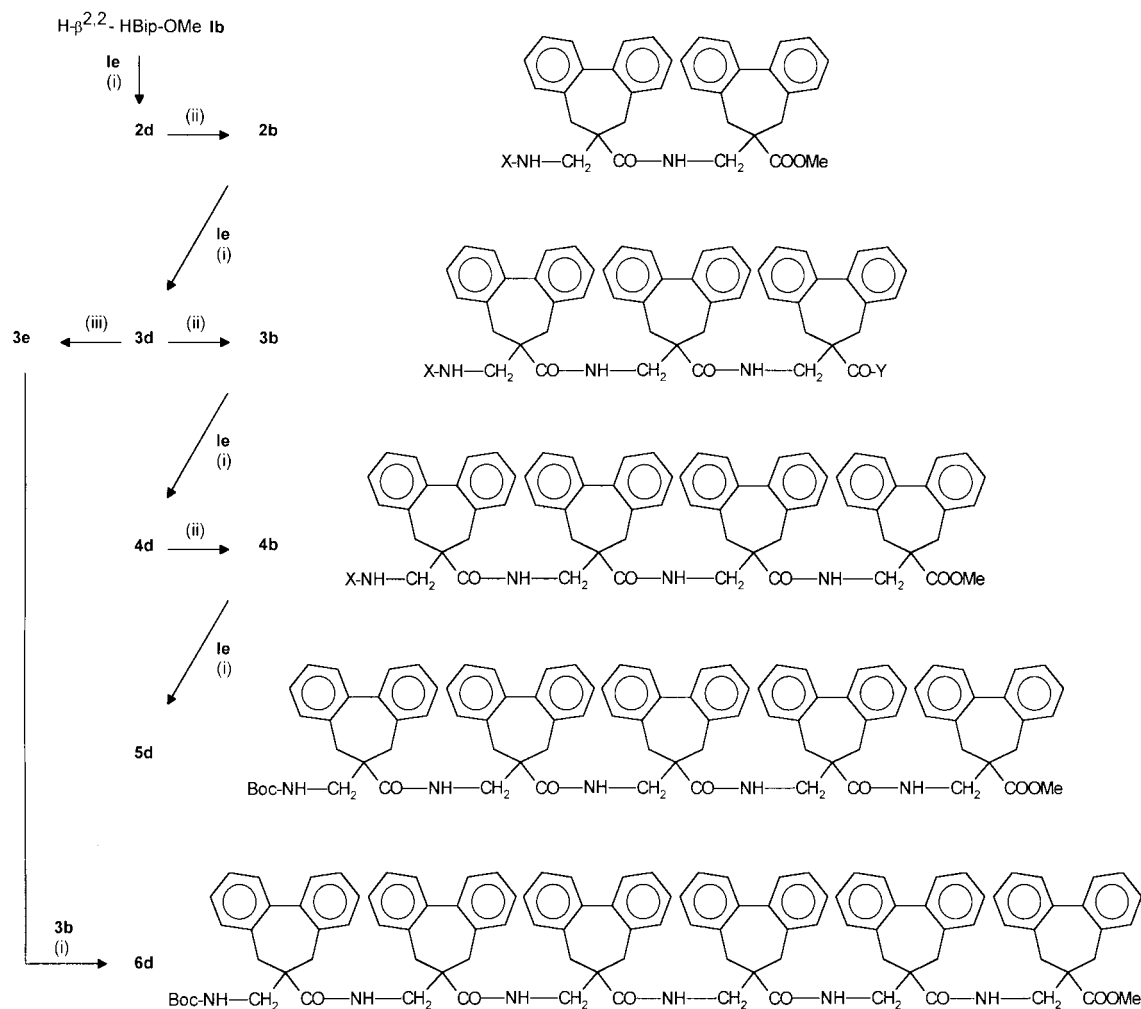 H-β2,2- HBip-OMe Ib
Ie
(i)
2d (ii) 2b
X-NH—CH2 CO—NH—CH2 COOMe
Ie
(i)
3e (iii) 3d (ii) 3b
X-NH—CH2 CO—NH—CH2 CO—NH—CH2 CO-Y
Ie
(i)
4d (ii) 4b
X-NH—CH2 CO—NH—CH2 CO—NH—CH2 CO—NH—CH2 COOMe
Ie
(i)
5d
Boc-NH—CH2 CO—NH—CH2 CO—NH—CH2 CO—NH—CH2 CO—NH—CH2 COOMe
3b
(i)
6d
Boc-NH—CH2 CO—NH—CH2 CO—NH—CH2 CO—NH—CH2 CO—NH—CH2 CO—NH—CH2 COOMe